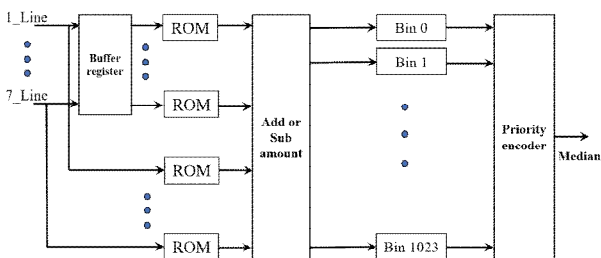 1_Line
7_Line
Buffer
register
ROM
ROM
ROM
ROM
Add or
Sub
amount
Bin 0
Bin 1
Bin 1023
Priority
encoder
Median